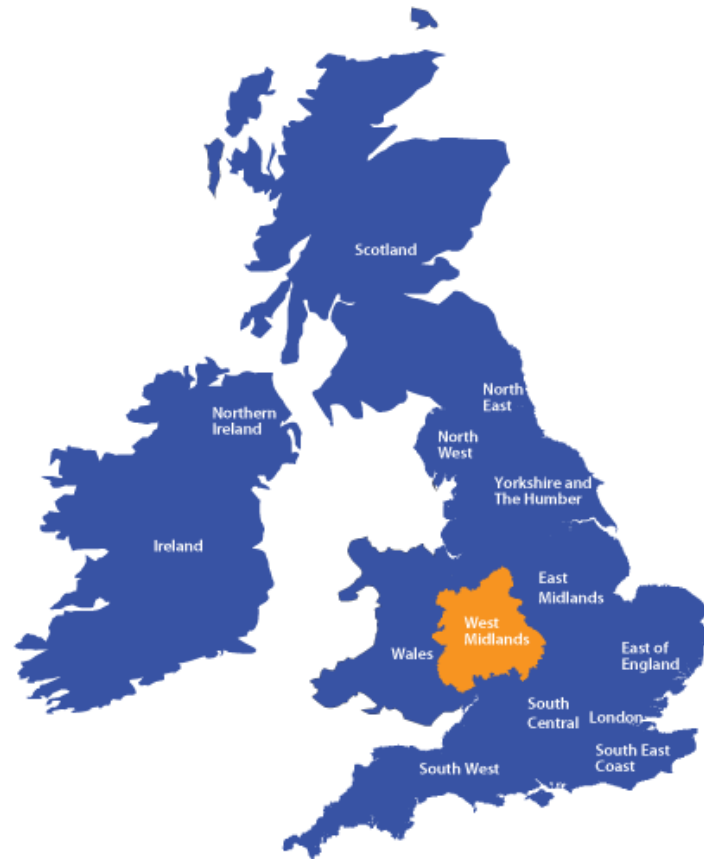 Scotland
North
East
Northern
Ireland
North
West
Yorkshire and
The Humber
Ireland
East
Midlands
West
Midlands
Wales
East of
England
South
Central
London
South East
Coast
South West